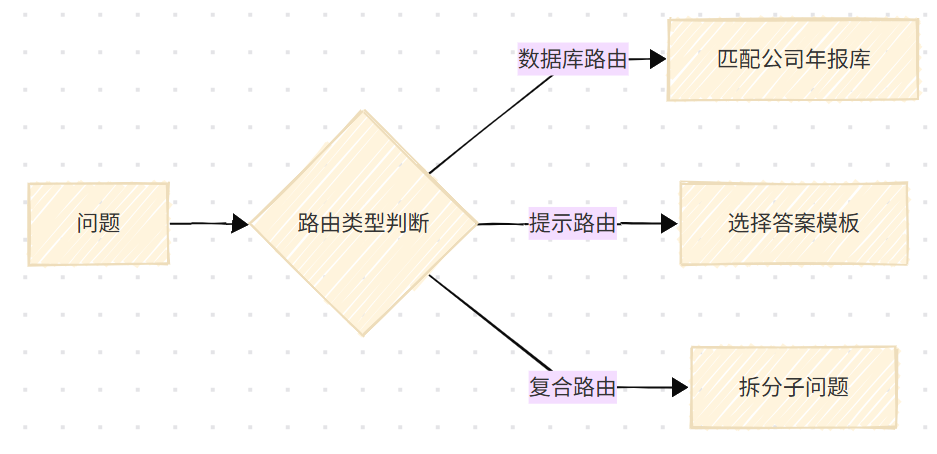 数据库路由
匹配公司年报库
问题
路由类型判断
提示路由
选择答案模板
复合路由
拆分子问题